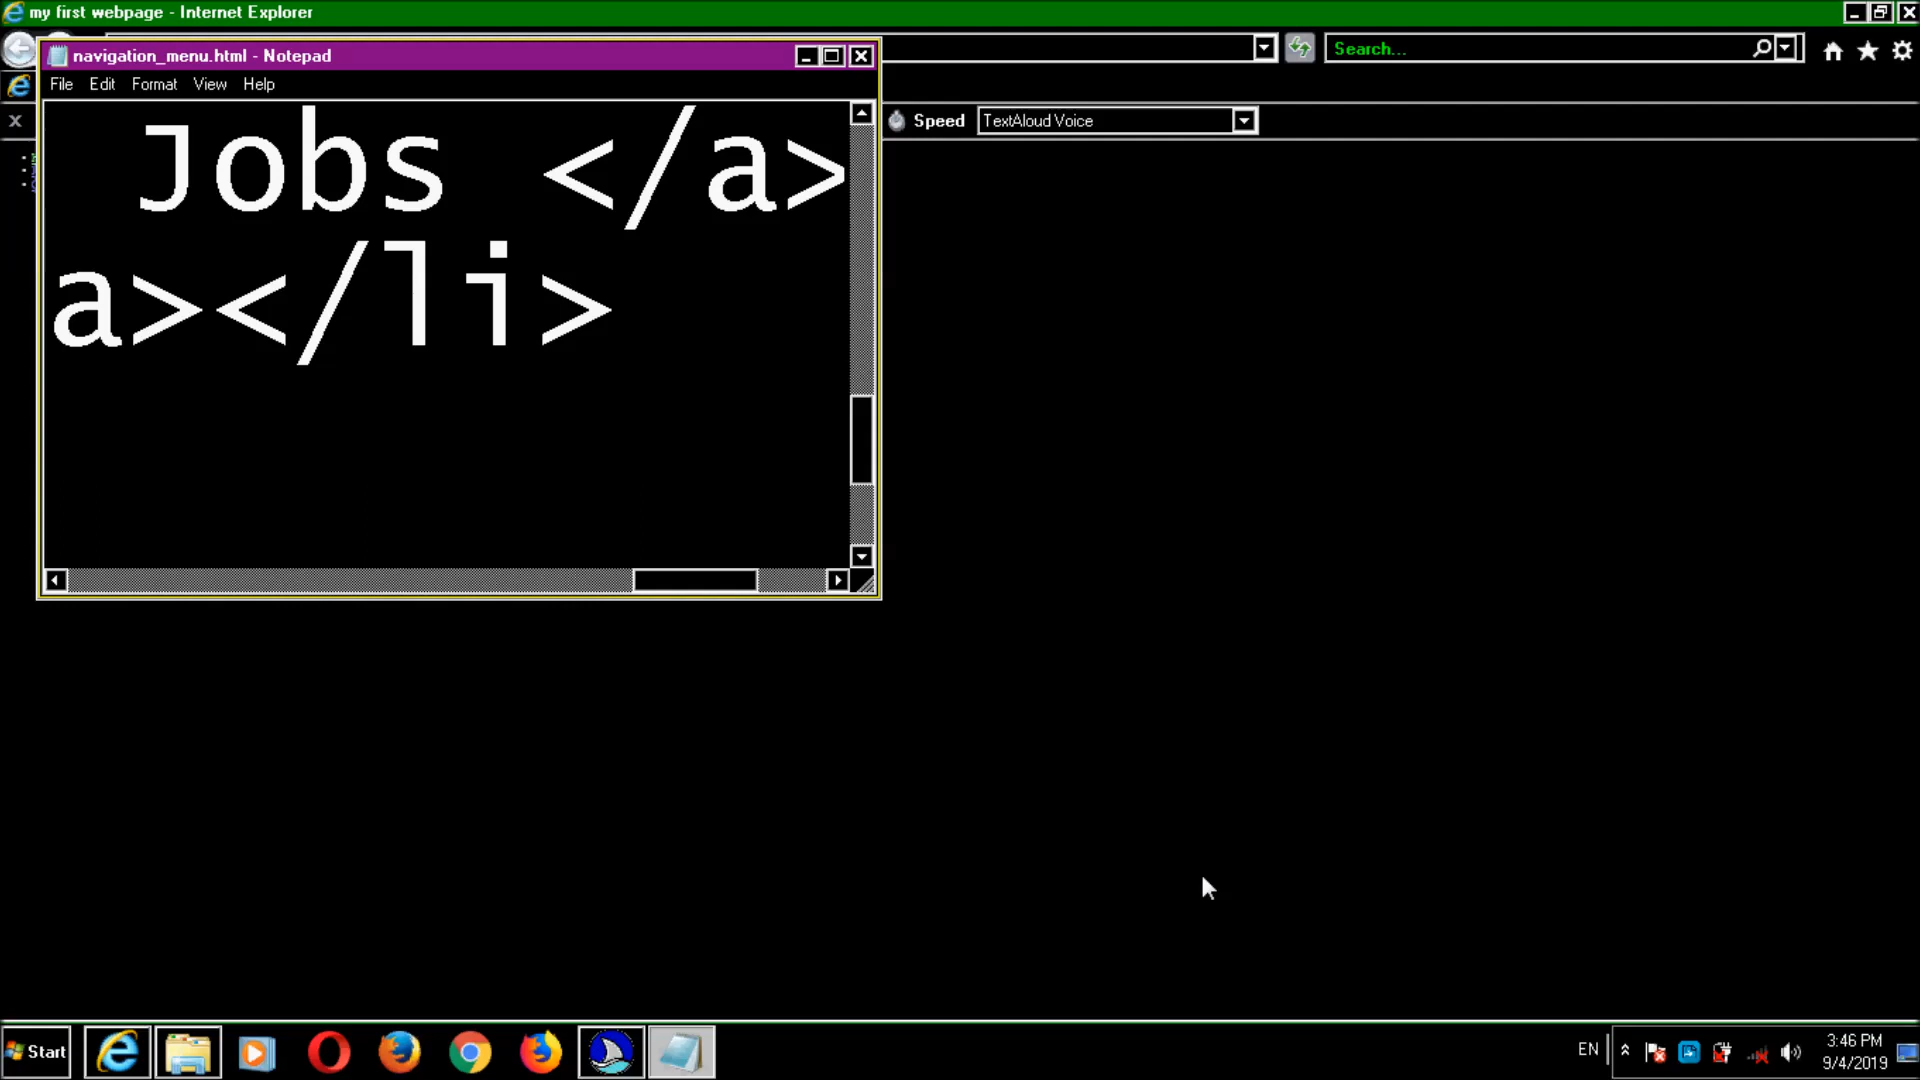 my first webpage - Internet Explorer
Search...
navigation_menu.html - Notepad
File Edit Format View Help
x
Speed
TextAloud Voice
Jobs </a>
a></li>
Start
EN
3:46 PM
9/4/2019